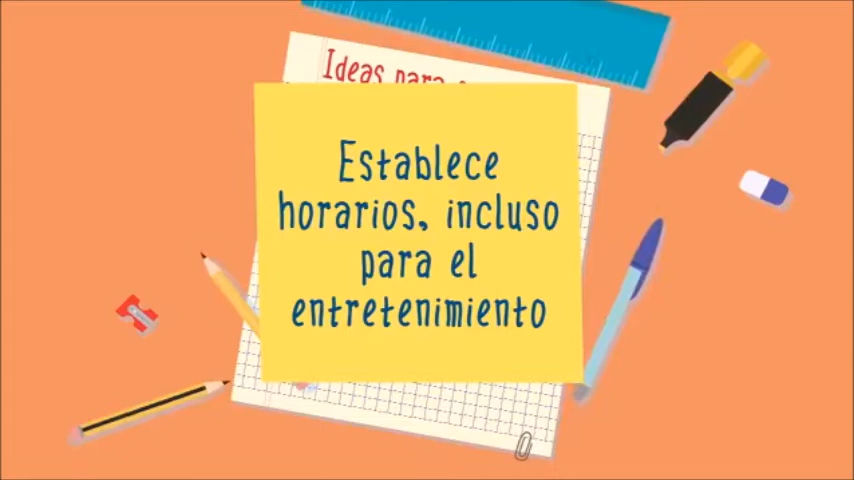 Ideas para
Establece
horarios, incluso
para el
entretenimiento